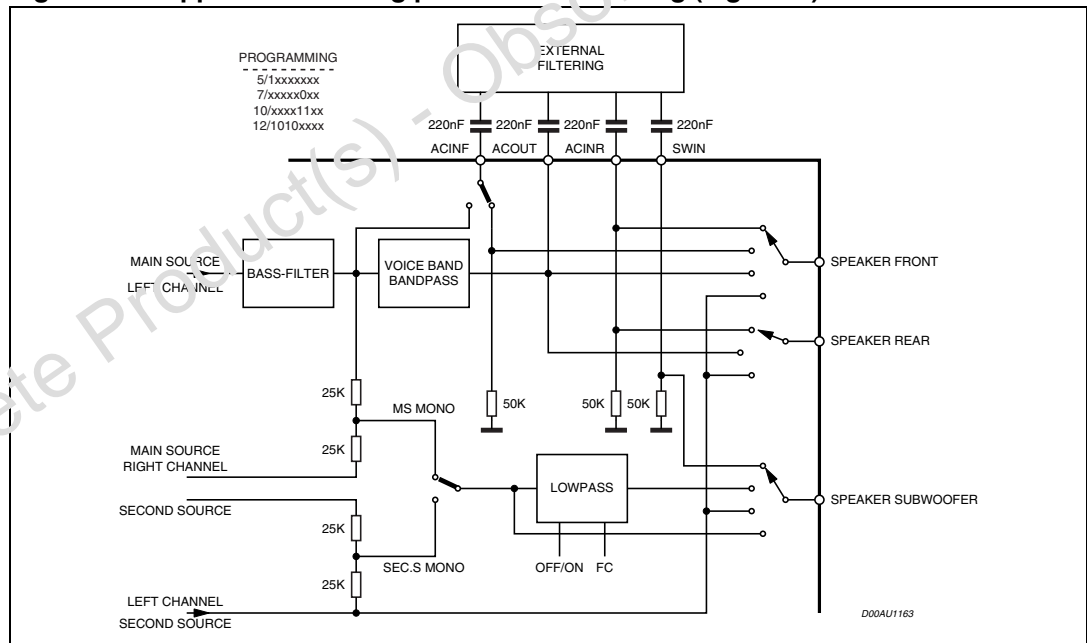 EXTERNAL
FILTERING
PROGRAMMING
5/1xxxxxxx
7/xxxxx0xx
10/xxxx11xx
12/1010xxxx
220nF 220nF 220nF 220nF
ACINF ACOUT ACINR SWIN
MAIN SOURCE
LEFT CHANNEL
BASS-FILTER
VOICE BAND
BANDPASS
SPEAKER FRONT
SPEAKER REAR
25K
MS MONO
50K 50K 50K
25K
MAIN SOURCE
RIGHT CHANNEL
LOWPASS
SPEAKER SUBWOOFER
SECOND SOURCE
25K
SEC.S MONO
OFF/ON FC
25K
LEFT CHANNEL
SECOND SOURCE
D00AU1163
ete Product(s) - Obso